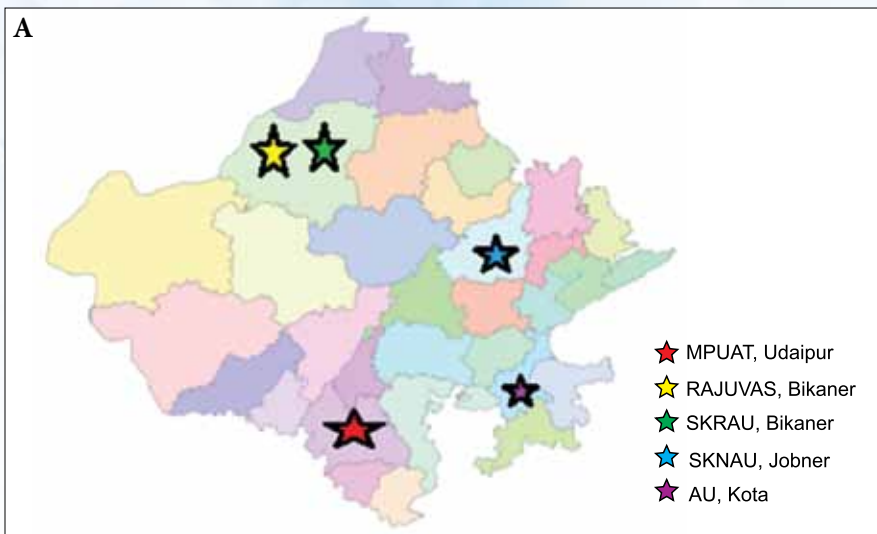 A
MPUAT, Udaipur
RAJUVAS, Bikaner
SKRAU, Bikaner
SKNAU, Jobner
AU, Kota